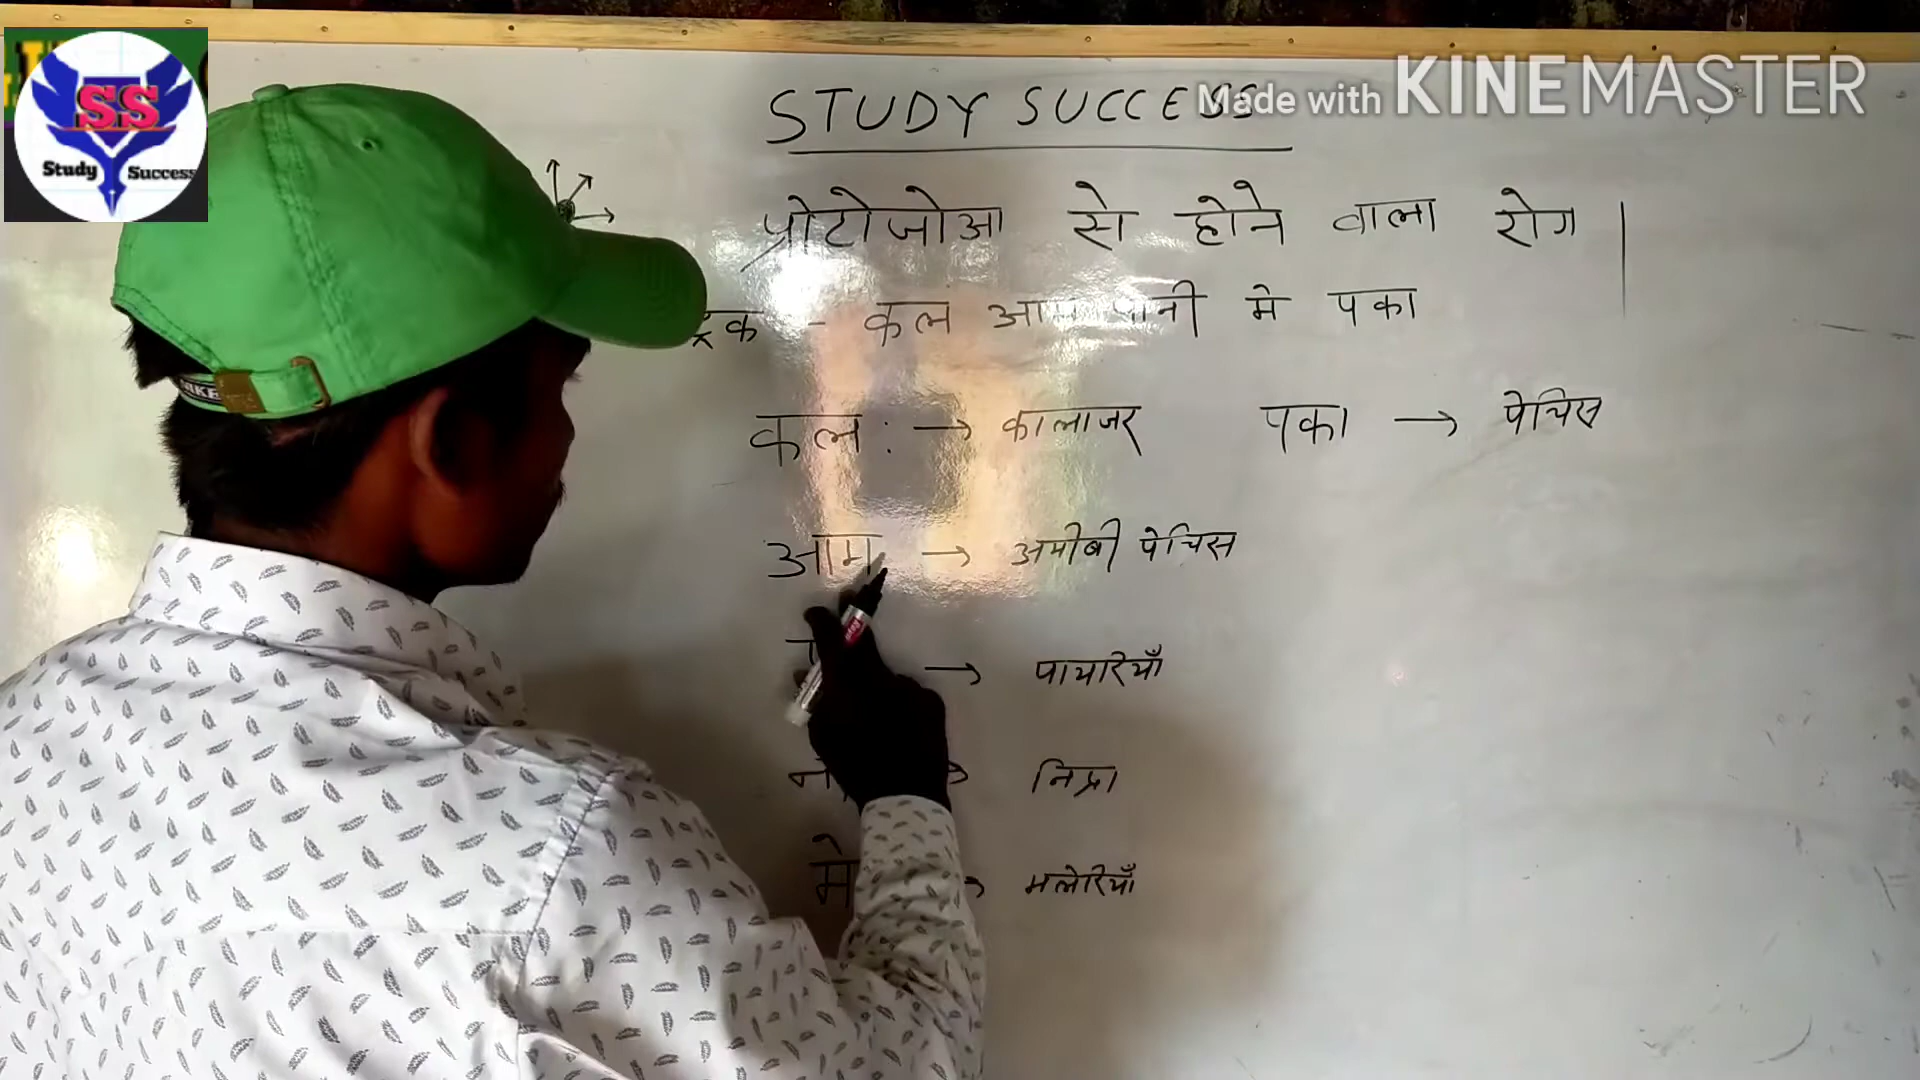 SS
Study Success
Made with KINEMASTER
STUDY SUCCESS
प्रोटोजोआ से होने वाला रोग |
ट्रिक - कल आम पानी मे पका
कल : → कालाजर पका → पेचिस
आम → अमीबी पेचिस
→ पायरियाँ
→ निद्रा
मे → मलेरियाँ